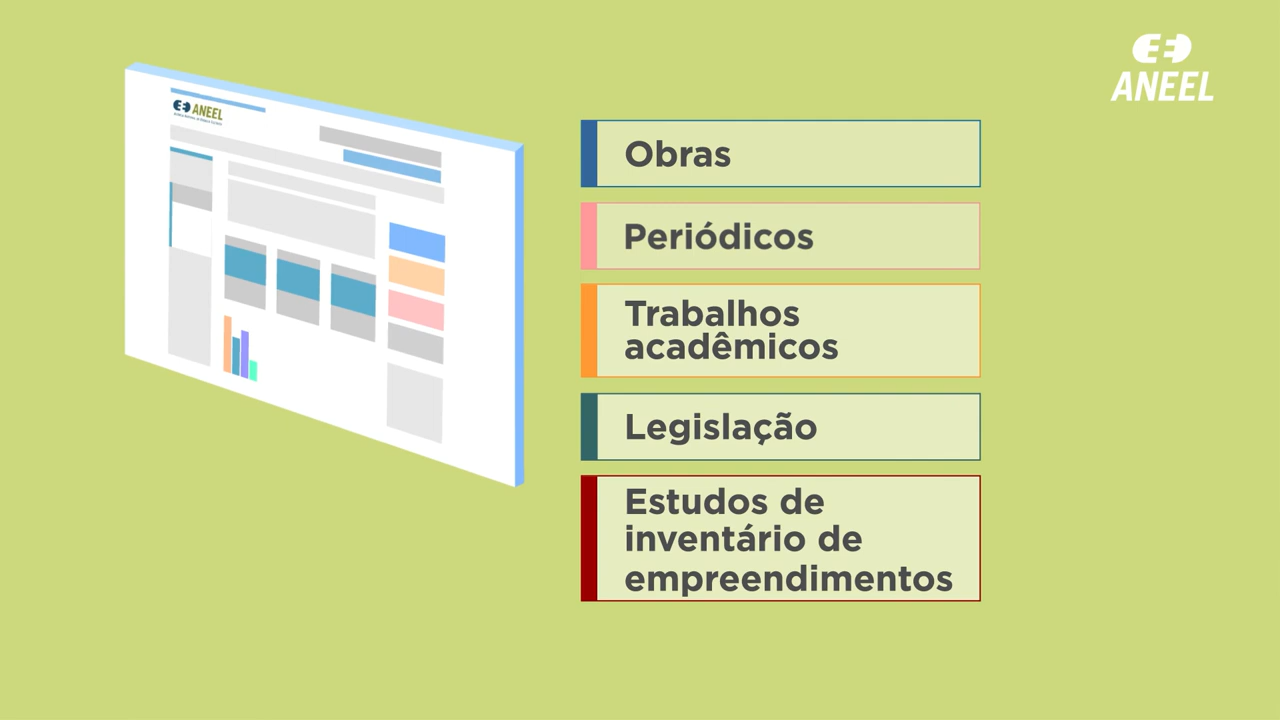 ANEEL
ANEEL
Obras
Periódicos
Trabalhos
acadêmicos
Legislação
Estudos de
inventário de
empreendimentos